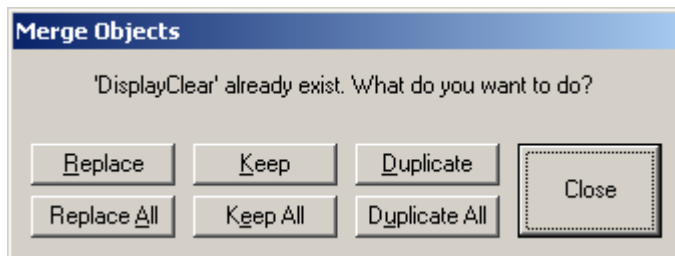 Merge Objects
'DisplayClear' already exist. What do you want to do?
Replace Keep Duplicate
Close
Replace All Keep All Duplicate All